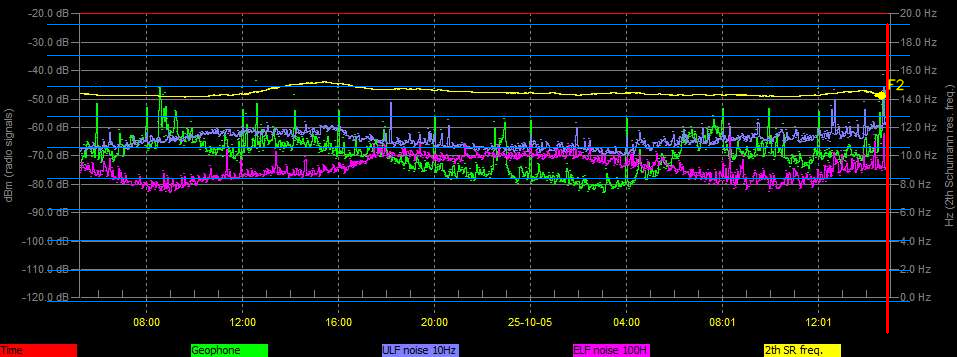 -20.0 dB 20.0 Hz
-30.0 dB 18.0 Hz
-40.0 dB 16.0 Hz
F2
-50.0 dB 14.0 Hz
-60.0 dB 12.0 Hz
-70.0 dB 10.0 Hz
-80.0 dB 8.0 Hz
-90.0 dB 6.0 Hz
-100.0 dB 4.0 Hz
-110.0 dB 2.0 Hz
-120.0 dB 0.0 Hz
dBm (radio signals)
Hz (2th Schumann res. freq.)
08:00 12:00 16:00 20:00 25-10-05 04:00 08:01 12:01
Time Geophone ULF noise 10Hz ELF noise 100H 2th SR freq.